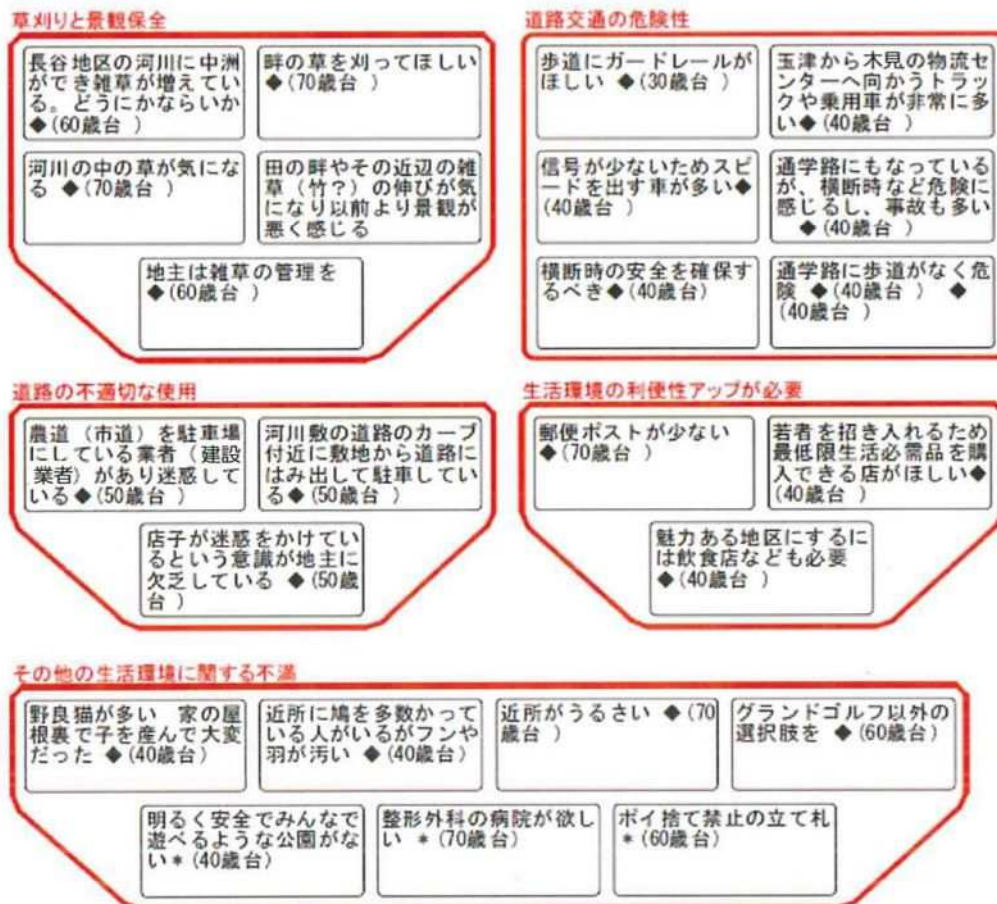 草刈りと景観保全
長谷地区の河川に中洲
ができ雑草が増えてい
る。どうにかならいか
◆(60歳台 )
畔の草を刈ってほしい
◆(70歳台 )
河川の中の草が気にな
る ◆(70歳台 )
田の畔やその近辺の雑
草(竹?)の伸びが気
になり以前より景観が
悪く感じる
地主は雑草の管理を
◆(60歳台 )
道路交通の危険性
歩道にガードレールが
ほしい ◆(30歳台 )
玉津から木見の物流セ
ンターへ向かうトラッ
クや乗用車が非常に多
い◆(40歳台 )
信号が少ないためスピ
ードを出す車が多い◆
(40歳台 )
通学路にもなっている
が、横断時など危険に
感じるし、事故も多い
◆(40歳台 )
横断時の安全を確保す
るべき◆(40歳台)
通学路に歩道がなく危
険 ◆(40歳台 ) ◆
(40歳台 )
道路の不適切な使用
農道(市道)を駐車場
にしている業者(建設
業者)があり迷惑して
いる◆(50歳台 )
河川敷の道路のカーブ
付近に敷地から道路に
はみ出して駐車してい
る◆(50歳台 )
店子が迷惑をかけてい
るという意識が地主に
欠乏している ◆(50歳
台 )
生活環境の利便性アップが必要
郵便ポストが少ない
◆(70歳台 )
若者を招き入れるため
最低限生活必需品を購
入できる店がほしい◆
(40歳台 )
魅力ある地区にするに
は飲食店なども必要
◆(40歳台 )
その他の生活環境に関する不満
野良猫が多い 家の屋
根裏で子を産んで大変
だった ◆(40歳台)
近所に鳩を多数かって
いる人がいるがフンや
羽が汚い ◆(40歳台)
近所がうるさい ◆(70
歳台 )
グランドゴルフ以外の
選択肢を ◆(60歳台)
明るく安全でみんなで
遊べるような公園がな
い*(40歳台)
整形外科の病院が欲し
い *(70歳台)
ポイ捨て禁止の立て札
*(60歳台)